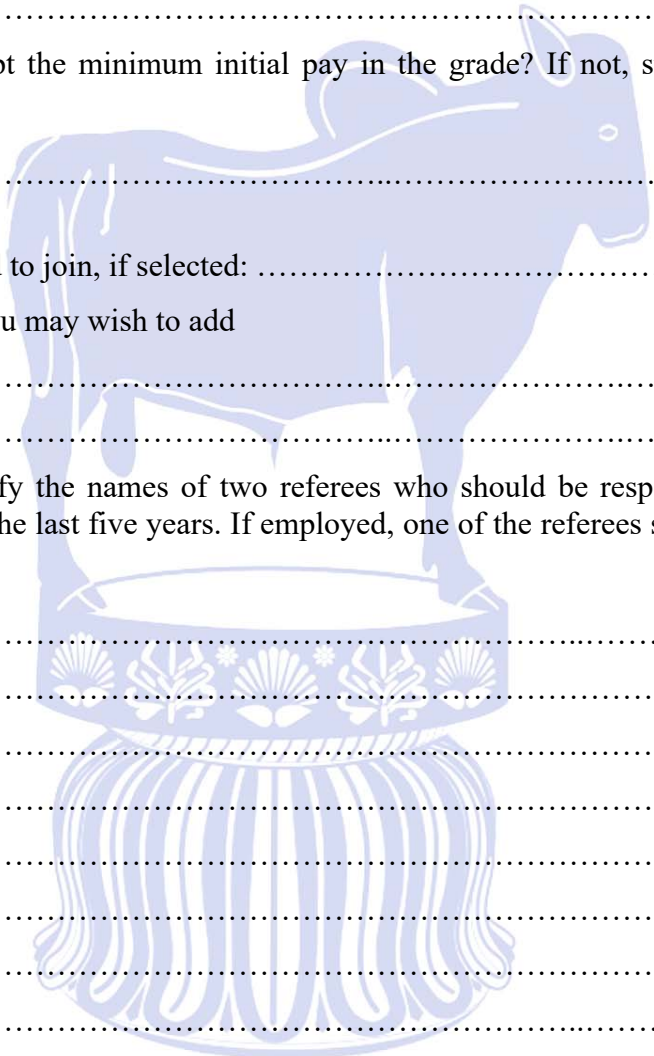 ………………………………………………………
pt the minimum initial pay in the grade? If not, s
………………………………..…………………….…
l to join, if selected: …………………………………
u may wish to add
………………………………..…………………….…
………………………………..…………………….…
fy the names of two referees who should be resp
he last five years. If employed, one of the referees s
…………………………………………………..……
………………………………………………………
………………………………………………………
………………………………………………………
………………………………………………………
………………………………………………………
………………………………………………………
…………………………………………………..……